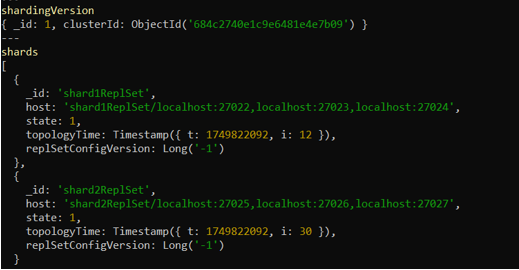 shardingVersion
{ _id: 1, clusterId: ObjectId('684c2740e1c9e6481e4e7b09') }
---
shards
[
  {
    _id: 'shard1ReplSet',
    host: 'shard1ReplSet/localhost:27022,localhost:27023,localhost:27024',
    state: 1,
    topologyTime: Timestamp({ t: 1749822092, i: 12 }),
    replSetConfigVersion: Long('-1')
  },
  {
    _id: 'shard2ReplSet',
    host: 'shard2ReplSet/localhost:27025,localhost:27026,localhost:27027',
    state: 1,
    topologyTime: Timestamp({ t: 1749822092, i: 30 }),
    replSetConfigVersion: Long('-1')
  }